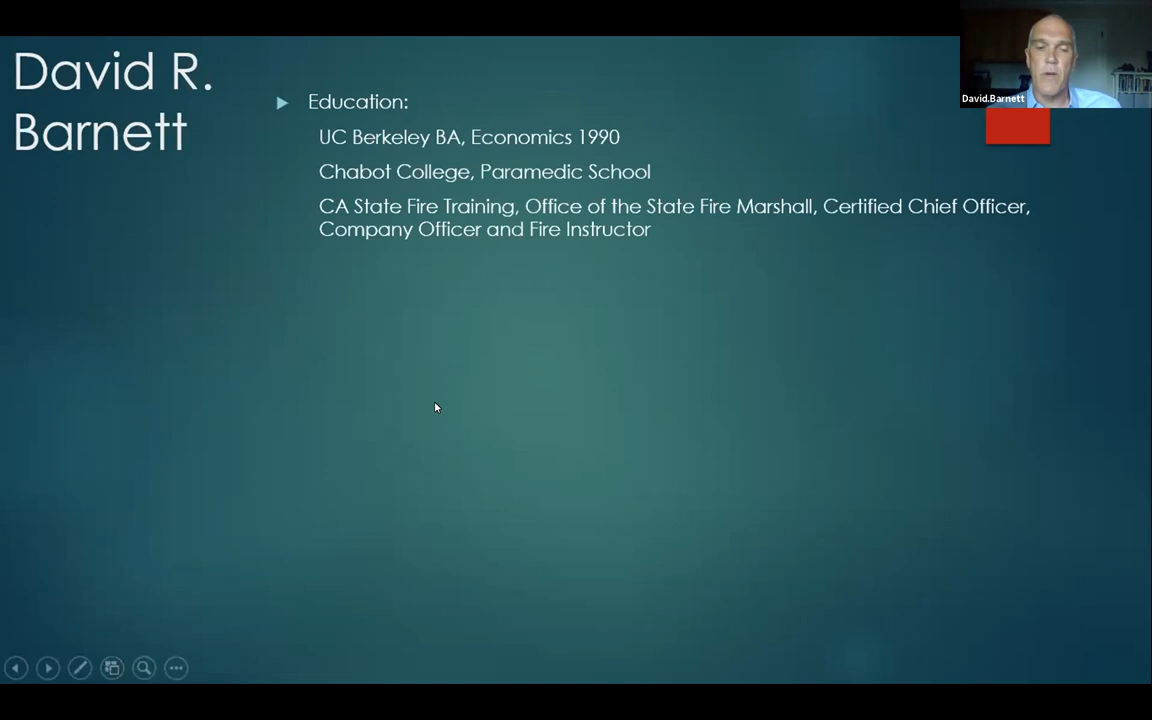 David R.
Barnett
Education:
UC Berkeley BA, Economics 1990
Chabot College, Paramedic School
CA State Fire Training, Office of the State Fire Marshall, Certified Chief Officer,
Company Officer and Fire Instructor
David.Barnett